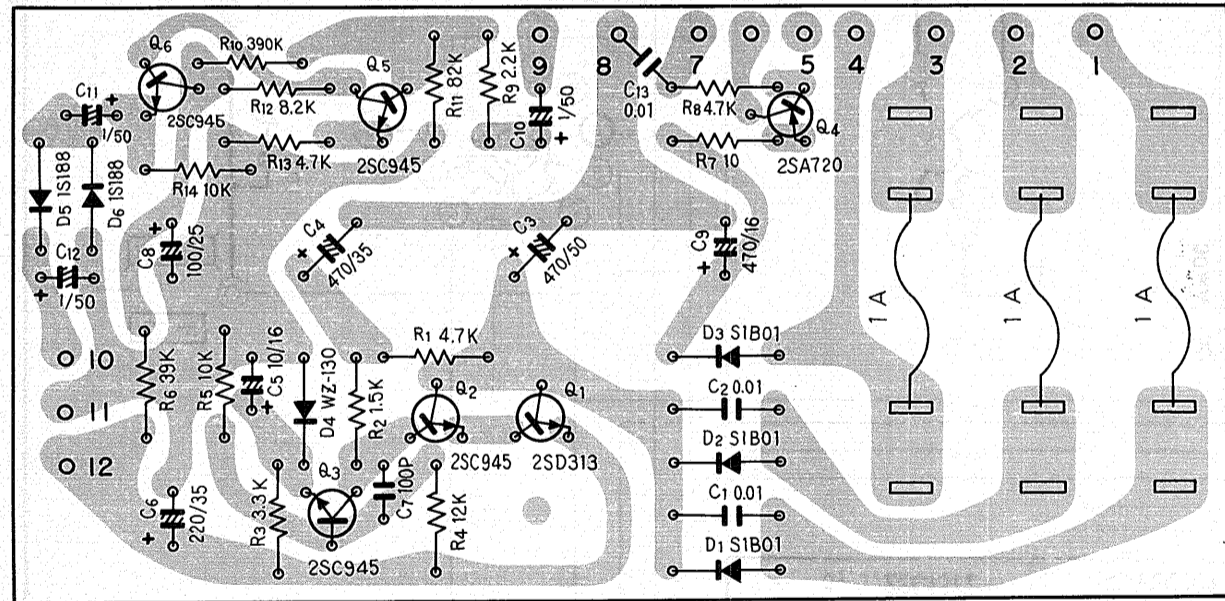 Q6
R10 390K
Q5
C11
1/50
2SC945
R12 8.2K
R13 4.7K
2SC945
R14 10K
R11 82K
R9 2.2K
9
C10
1/50
8
C13
0.01
7
R8 4.7K
R7 10
5
Q4
2SA720
4
3
2
1
D5 1S188
D6 1S188
C12
1/50
C8
100/25
C4
470/35
C3
470/50
C9
470/16
1A
1A
1A
10
11
12
R6 39K
R5 10K
C5 10/16
D4 WZ-130
R2 1.5K
R1 4.7K
Q2
2SC945
Q1
2SD313
D3 S1B01
C2 0.01
D2 S1B01
C1 0.01
D1 S1B01
C6
220/35
R3 3.3K
Q3
2SC945
C7 100P
R4 12K